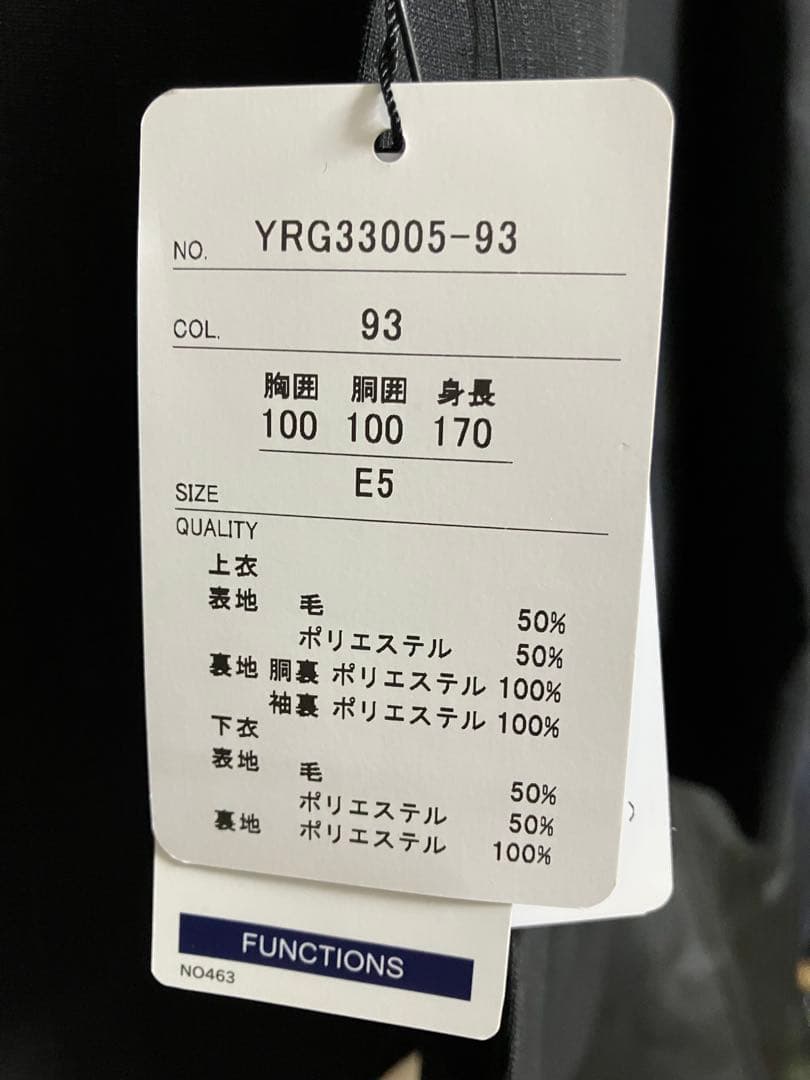 NO. YRG33005-93
COL. 93
胸囲 胴囲 身長
100 100 170
SIZE E5
QUALITY
上衣
表地 毛 50%
ポリエステル 50%
裏地 胴裏 ポリエステル 100%
袖裏 ポリエステル 100%
下衣
表地 毛 50%
ポリエステル 50%
裏地 ポリエステル 100%
)
FUNCTIONS
NO463